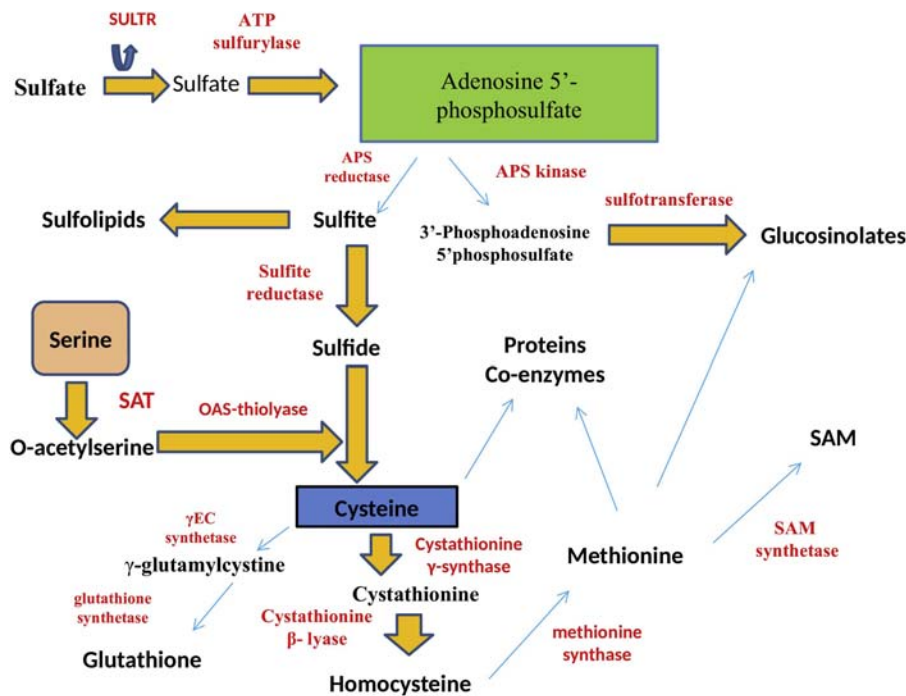 SULTR
ATP
sulfurylase
Sulfate
Sulfate
Adenosine 5’-
phosphosulfate
APS
reductase
APS kinase
sulfotransferase
Sulfolipids
Sulfite
3’-Phosphoadenosine
5’phosphosulfate
Glucosinolates
Sulfite
reductase
Serine
Sulfide
Proteins
Co-enzymes
SAT
OAS-thiolyase
O-acetylserine
SAM
Cysteine
γEC
synthetase
Cystathionine
γ-synthase
Methionine
SAM
synthetase
γ-glutamylcystine
Cystathionine
glutathione
synthetase
Cystathionine
β- lyase
methionine
synthase
Glutathione
Homocysteine